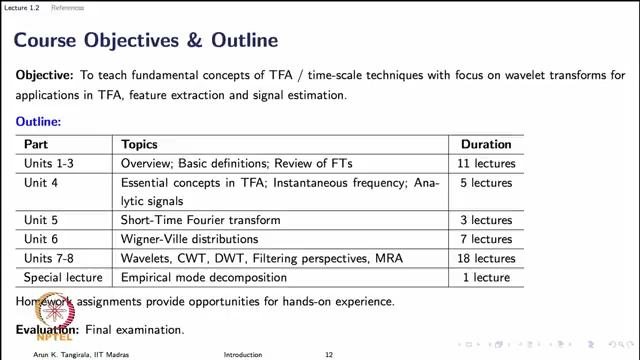 Lecture 1.2 References
Course Objectives & Outline
Objective: To teach fundamental concepts of TFA / time-scale techniques with focus on wavelet transforms for
applications in TFA, feature extraction and signal estimation.
Outline:
Part Topics Duration
Units 1-3 Overview; Basic definitions; Review of FTs 11 lectures
Unit 4 Essential concepts in TFA; Instantaneous frequency; Ana- 5 lectures
lytic signals
Unit 5 Short-Time Fourier transform 3 lectures
Unit 6 Wigner-Ville distributions 7 lectures
Units 7-8 Wavelets, CWT, DWT, Filtering perspectives, MRA 18 lectures
Special lecture Empirical mode decomposition 1 lecture
Homework assignments provide opportunities for hands-on experience.
Evaluation: Final examination.
NPTEL
Arun K. Tangirala, IIT Madras Introduction 12